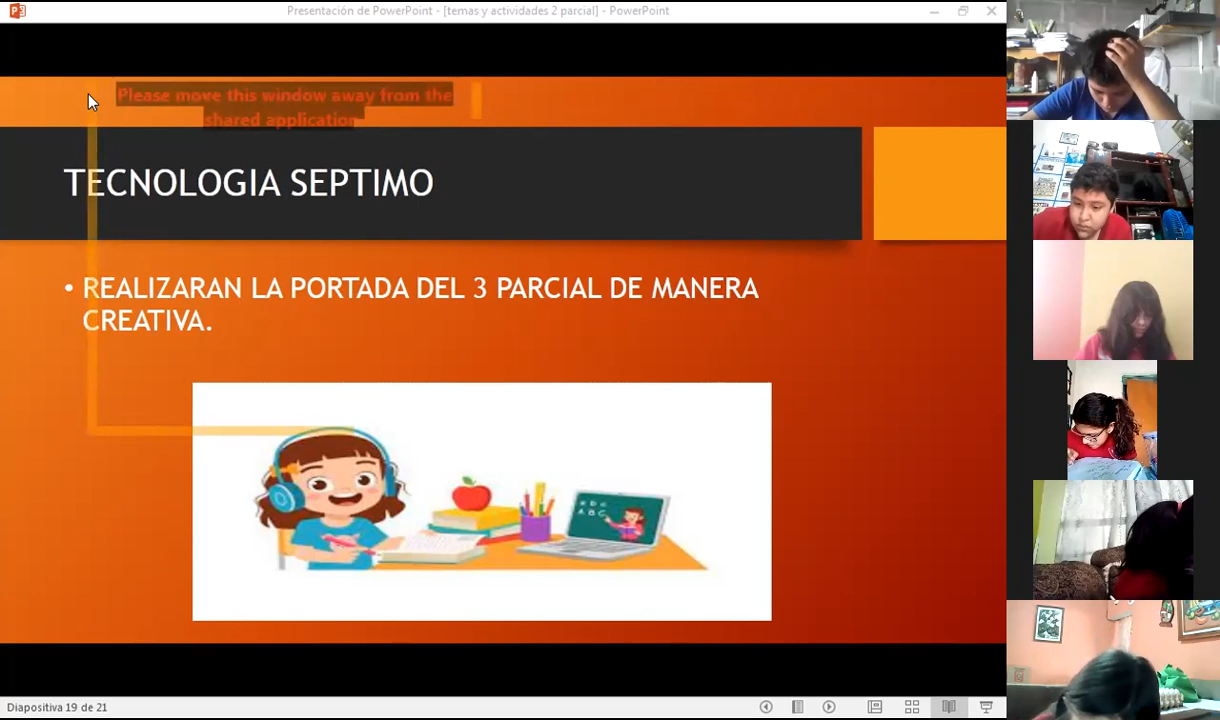 Presentación de PowerPoint - [temas y actividades 2 parcial] - PowerPoint
Please move this window away from the
shared application
TECNOLOGIA SEPTIMO
• REALIZARAN LA PORTADA DEL 3 PARCIAL DE MANERA
CREATIVA.
A B C
Diapositiva 19 de 21